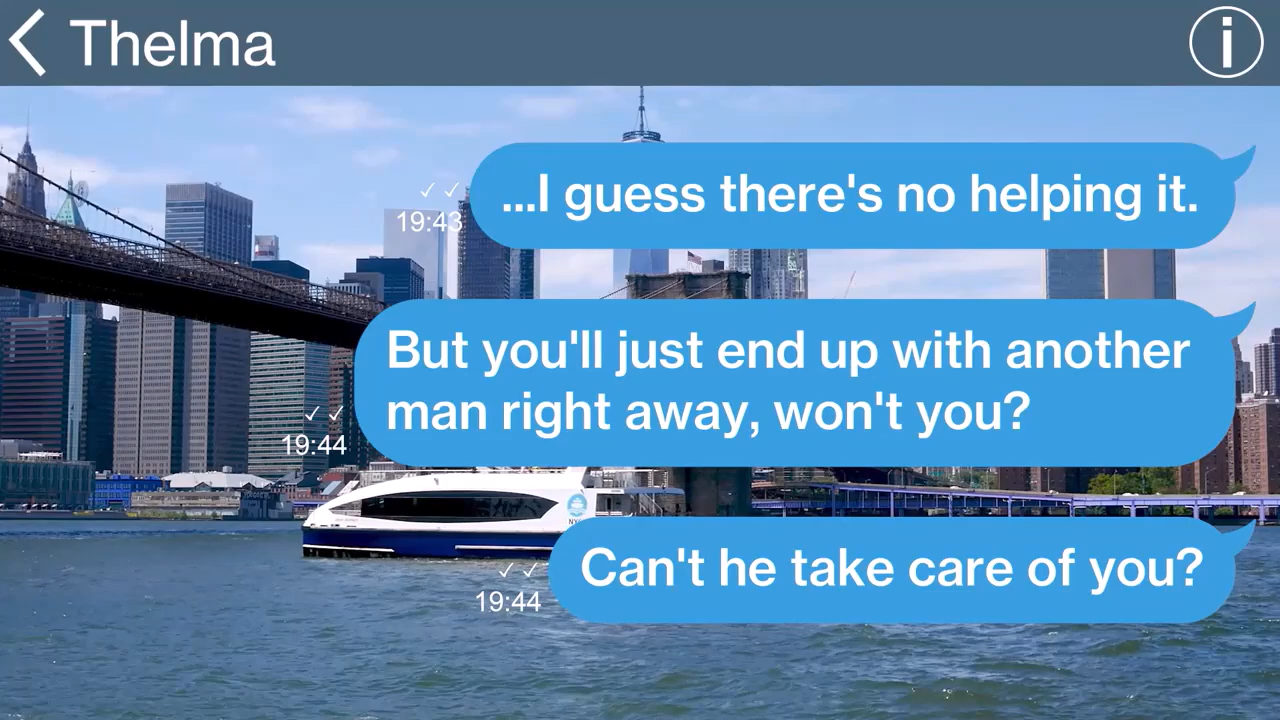 Thelma
...I guess there's no helping it.
✓✓
19:43
But you'll just end up with another
man right away, won't you?
✓✓
19:44
Can't he take care of you?
✓✓
19:44